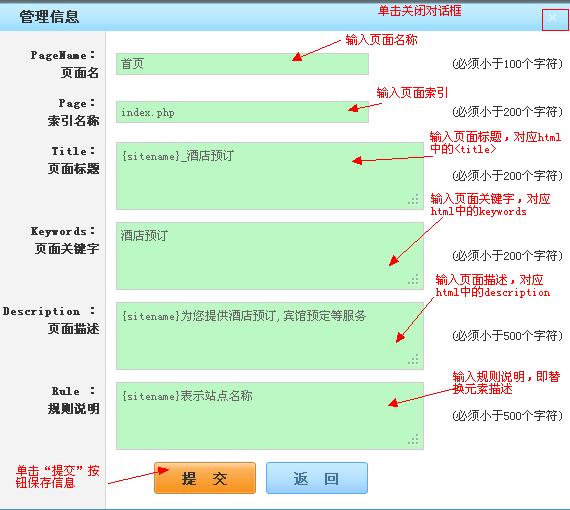 管理信息
单击关闭对话框
×
输入页面名称
PageName：
页面名
首页
(必须小于100个字符)
输入页面索引
Page：
索引名称
index.php
(必须小于200个字符)
输入页面标题，对应html
中的<title>
Title：
页面标题
{sitename}_酒店预订
(必须小于200个字符)
输入页面关键字，对应
html中的keywords
Keywords：
页面关键字
酒店预订
(必须小于200个字符)
输入页面描述，对应
html中的description
Description ：
页面描述
{sitename}为您提供酒店预订,宾馆预定等服务
(必须小于500个字符)
输入规则说明，即替
换元素描述
Rule ：
规则说明
{sitename}表示站点名称
(必须小于500个字符)
单击“提交”按
钮保存信息
提 交
返 回